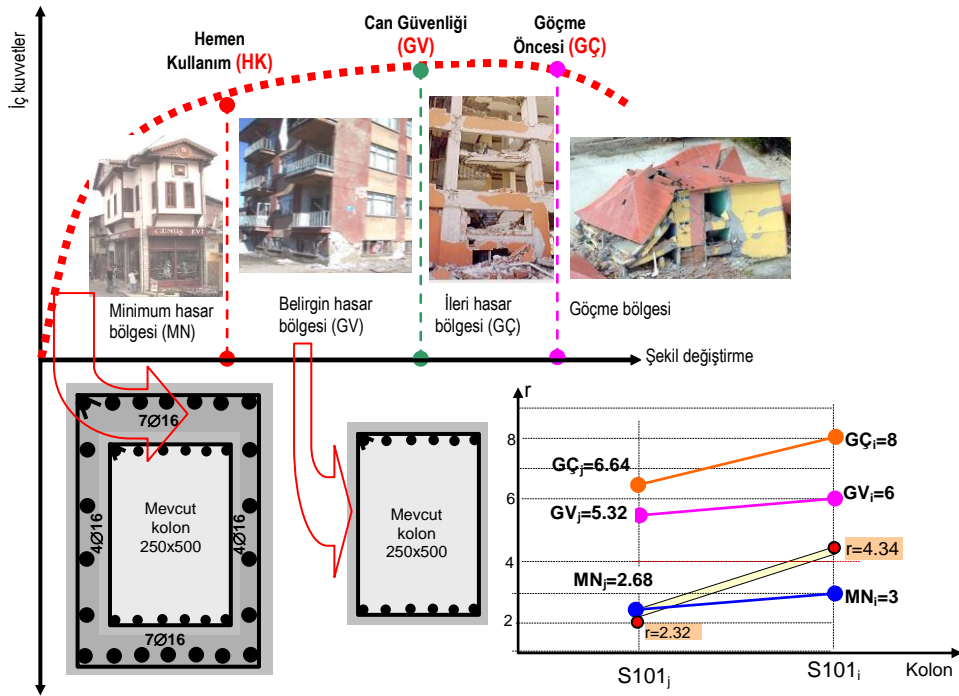 İç kuvvetler
Hemen
Kullanım (HK)
Can Güvenliği
(GV)
Göçme
Öncesi (GÇ)
GÜMÜŞ EVİ
Minimum hasar
bölgesi (MN)
Belirgin hasar
bölgesi (GV)
İleri hasar
bölgesi (GÇ)
Göçme bölgesi
Şekil değiştirme
7Ø16
4Ø16
Mevcut
kolon
250x500
4Ø16
7Ø16
Mevcut
kolon
250x500
r
8
6
4
2
GÇj=6.64
GÇi=8
GVj=5.32
GVi=6
MNj=2.68
r=4.34
MNi=3
r=2.32
S101j
S101i
Kolon